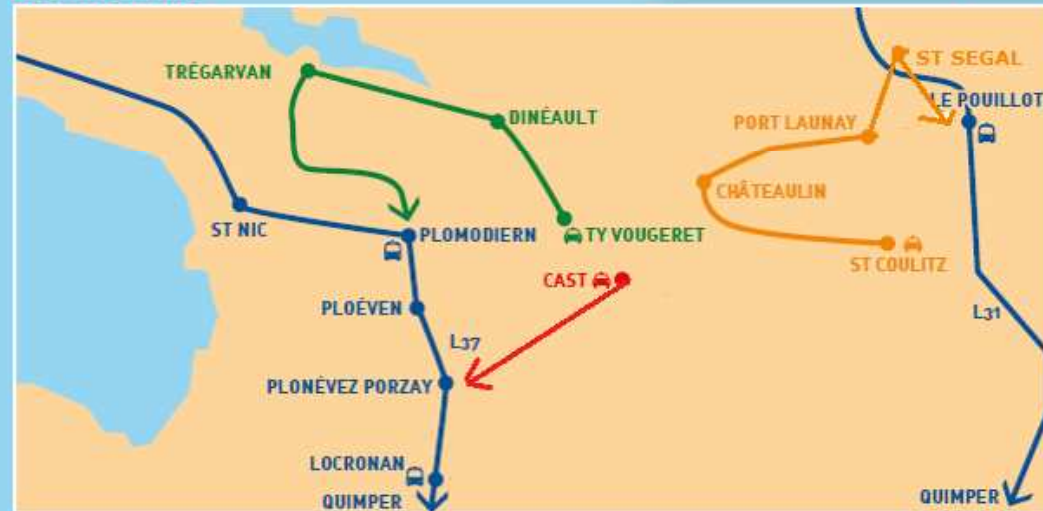 ST SEGAL
TRÉGARVAN
LE POUILLOT
DINÉAULT
PORT LAUNAY
CHÂTEAULIN
ST NIC
PLOMODIERN
TY VOUGERET
ST COULITZ
CAST
PLOÉVEN
L31
L37
PLONÉVEZ PORZAY
LOCRONAN
QUIMPER
QUIMPER